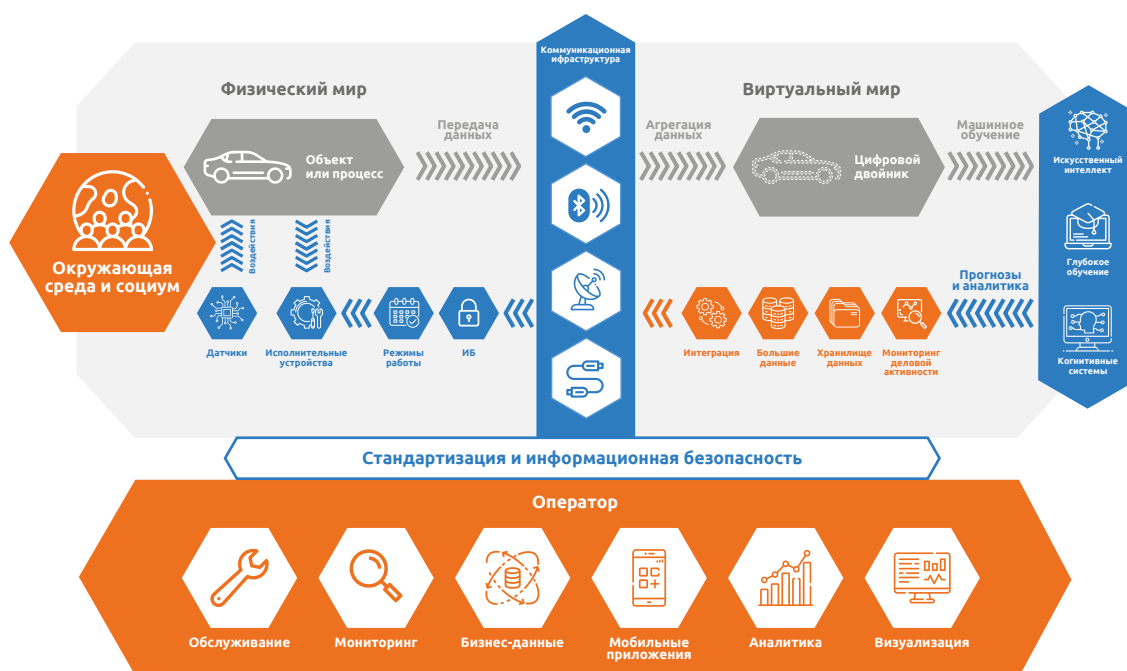 Коммуникационная
ифраструктура
Физический мир
Виртуальный мир
Передача
данных
Агрегация
данных
Машинное
обучение
Объект
или процесс
Цифровой
двойник
Искусственный
интеллект
Окружающая
среда и социум
Воздействия
Воздействия
Глубокое
обучение
Прогнозы
и аналитика
Датчики
Исполнительные
устройства
Режимы
работы
ИБ
Интеграция
Большие
данные
Хранилище
данных
Мониторинг
деловой
активности
Когнитивные
системы
Стандартизация и информационная безопасность
Оператор
Обслуживание
Мониторинг
Бизнес-данные
Мобильные
приложения
Аналитика
Визуализация